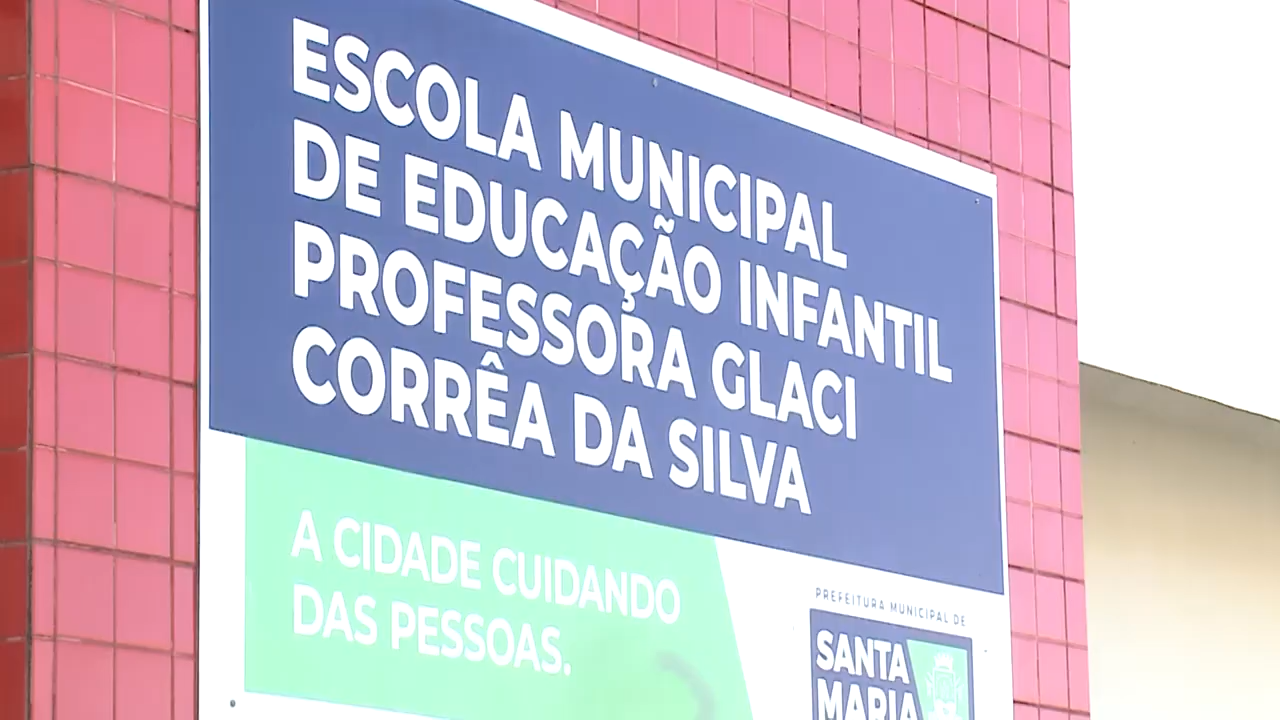 ESCOLA MUNICIPAL
DE EDUCAÇÃO INFANTIL
PROFESSORA GLACI
CORRÊA DA SILVA
A CIDADE CUIDANDO
DAS PESSOAS.
PREFEITURA MUNICIPAL DE
SANTA
MARIA